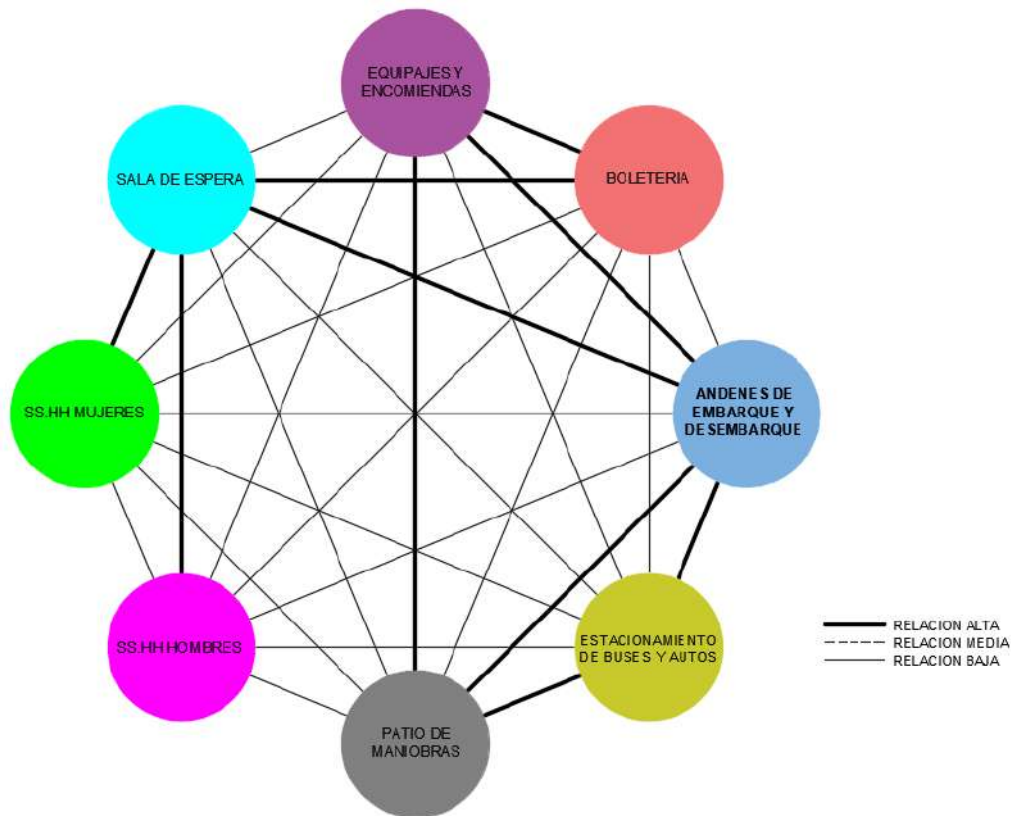 EQUIPAJES Y
ENCOMIENDAS
SALA DE ESPERA
BOLETERIA
SS.HH MUJERES
ANDENES DE
EMBARQUE Y
DESEMBARQUE
SS.HH HOMBRES
ESTACIONAMIENTO
DE BUSES Y AUTOS
PATIO DE
MANIOBRAS
RELACION ALTA
RELACION MEDIA
RELACION BAJA